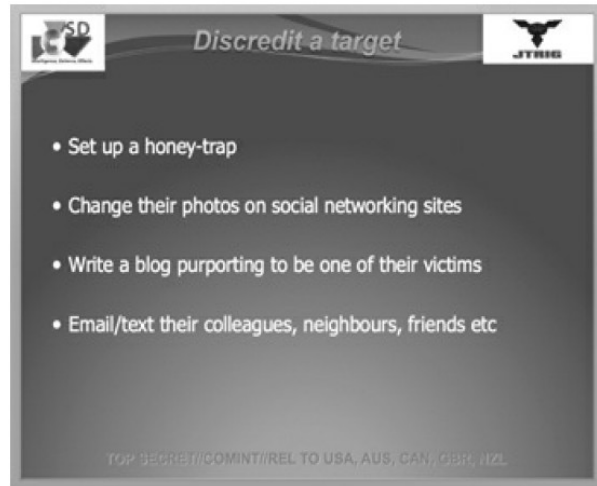 SD
Discredit a target
JTRIG
• Set up a honey-trap
• Change their photos on social networking sites
• Write a blog purporting to be one of their victims
• Email/text their colleagues, neighbours, friends etc
TOP SECRET//COMINT//REL TO USA, AUS, CAN, GBR, NZL